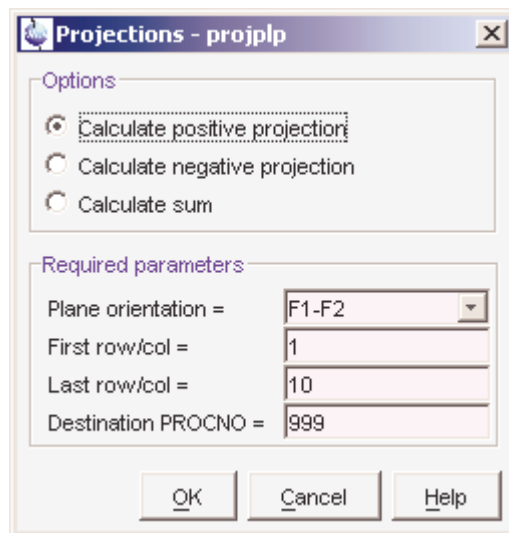 Projections - projplp
Options
Calculate positive projection
Calculate negative projection
Calculate sum
Required parameters
Plane orientation = F1-F2
First row/col = 1
Last row/col = 10
Destination PROCNO = 999
OK Cancel Help